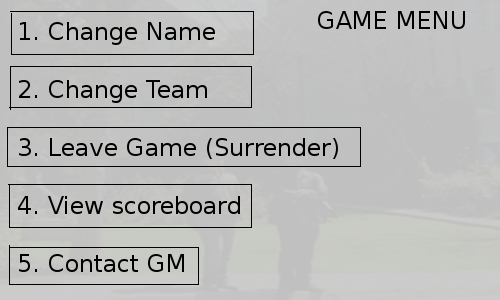 GAME MENU
1. Change Name
2. Change Team
3. Leave Game (Surrender)
4. View scoreboard
5. Contact GM